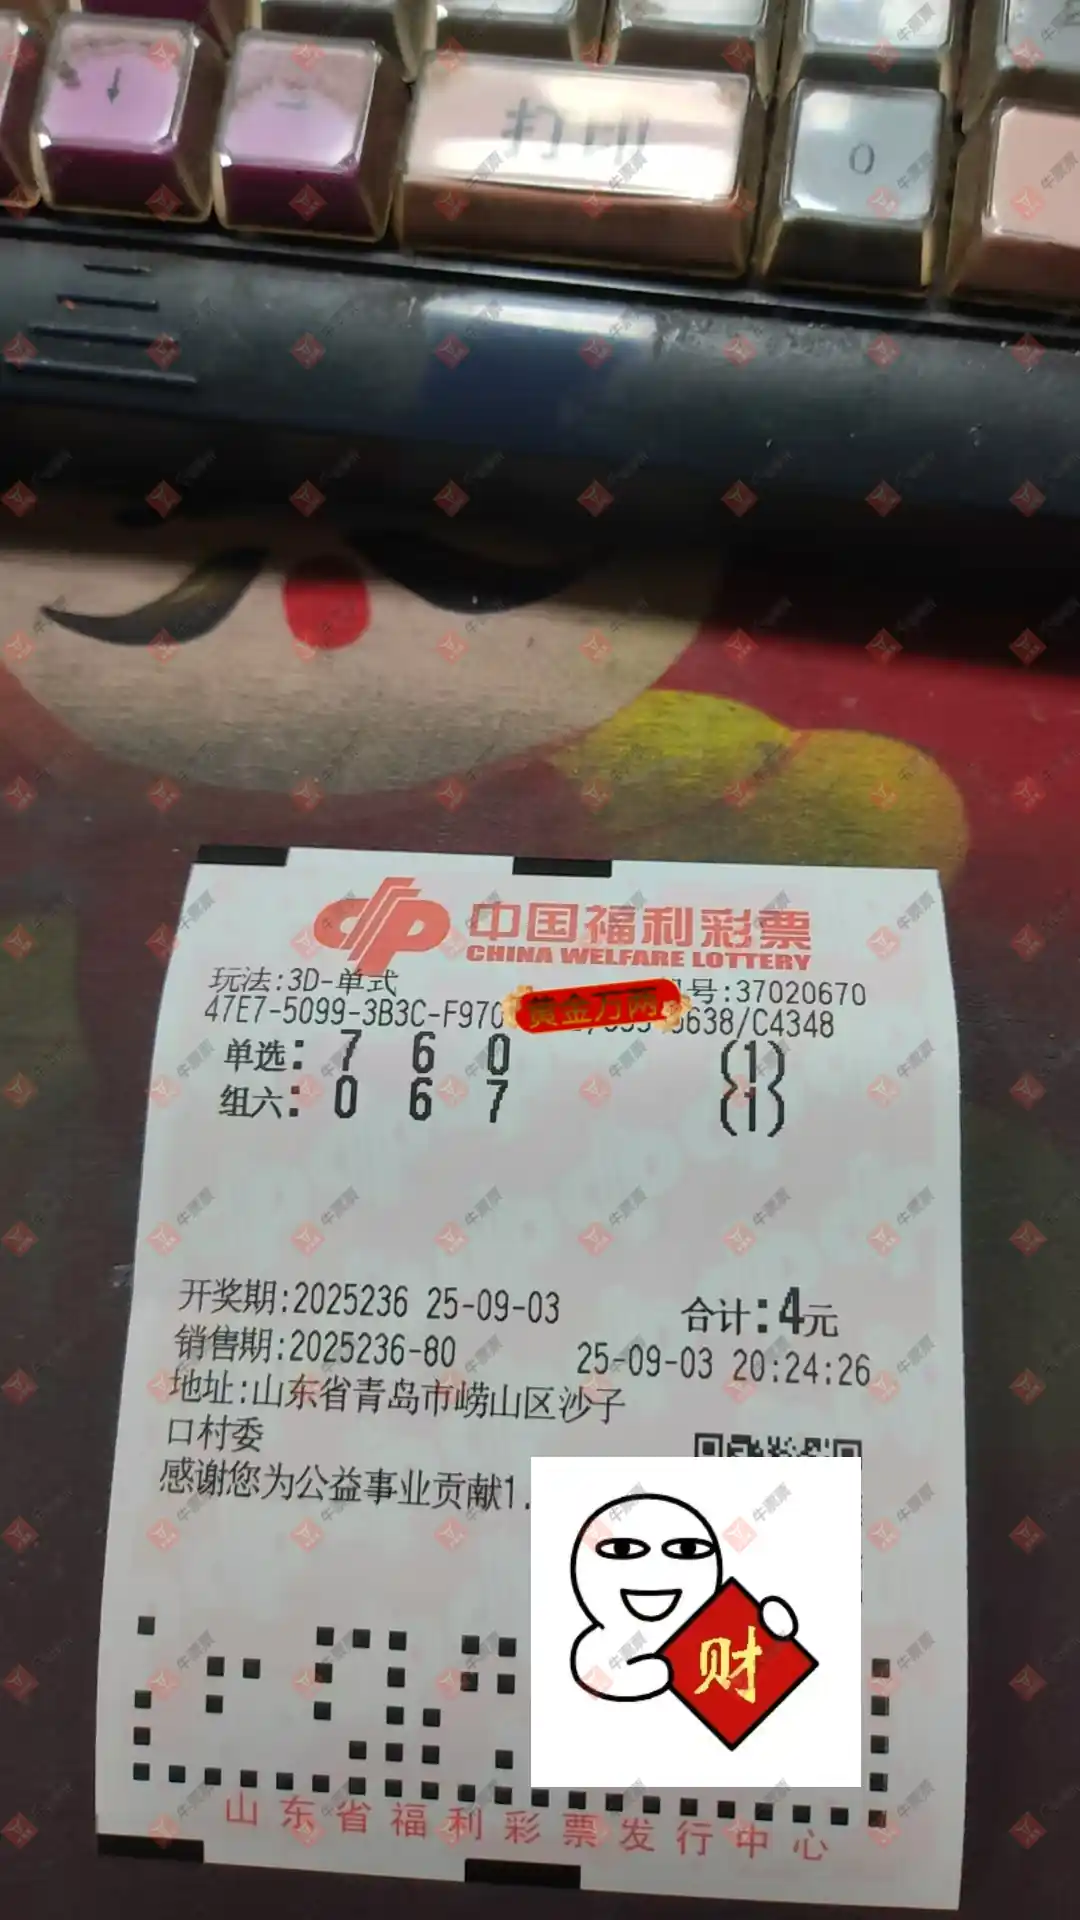 ↓
打印
0
中国福利彩票
CHINA WELFARE LOTTERY
玩法:3D-单式
号:37020670
47E7-5099-3B3C-F970
黄金万两
638/C4348
单选: 7 6 0 (1)
组六: 0 6 7 (1)
开奖期:2025236 25-09-03
合计:4元
销售期:2025236-80
25-09-03 20:24:26
地址:山东省青岛市崂山区沙子
口村委
感谢您为公益事业贡献1.
财
山东省福利彩票发行中心
牛票票